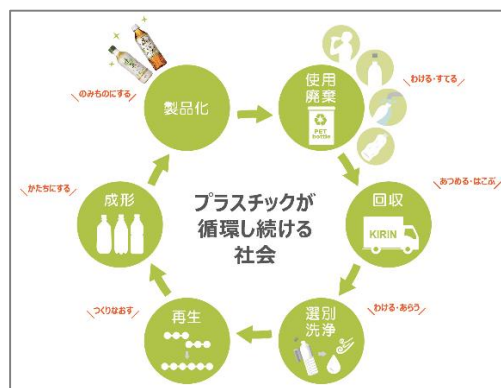 のみものにする
製品化
使用
廃棄
PET
bottle
わける・すてる
かたちにする
成形
プラスチックが
循環し続ける
社会
あつめる・はこぶ
回収
KIRIN
つくりなおす
再生
選別
洗浄
わける・あらう